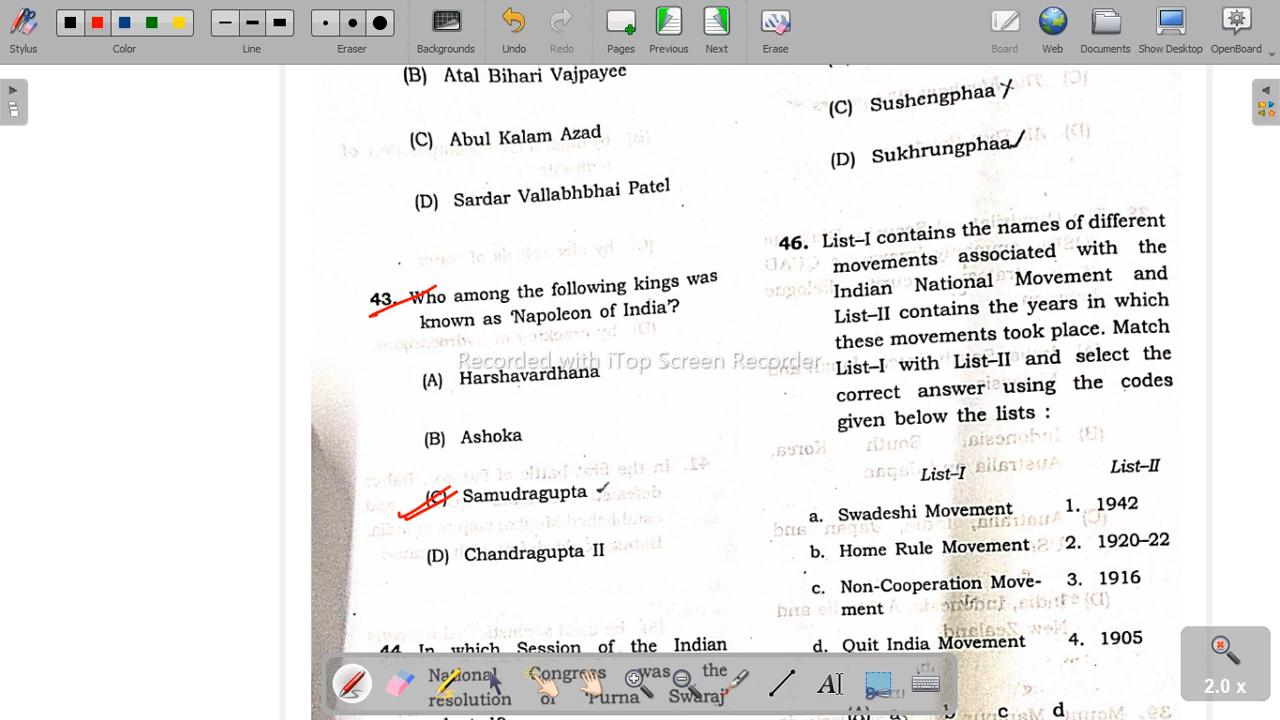 Stylus
Color
Line
Eraser
Backgrounds
Undo
Redo
Pages
Previous
Next
Erase
Board
Web
Documents
Show Desktop
OpenBoard
(B) Atal Bihari Vajpayee
(C) Abul Kalam Azad
(D) Sardar Vallabhbhai Patel
43. Who among the following kings was
known as 'Napoleon of India'?
(A) Harshavardhana
(B) Ashoka
(C) Samudragupta
(D) Chandragupta II
44. In which Session of the Indian
National Congress was the
resolution of Purna Swaraj
(C) Sushengphaa
(D) Sukhrungphaa
46. List–I contains the names of different
movements associated with the
Indian National Movement and
List–II contains the years in which
these movements took place. Match
List–I with List–II and select the
correct answer using the codes
given below the lists :
List–I List–II
a. Swadeshi Movement 1. 1942
b. Home Rule Movement 2. 1920–22
c. Non-Cooperation Move- 3. 1916
ment
d. Quit India Movement 4. 1905
(A) a b c d
Recorded with iTop Screen Recorder
2.0 x